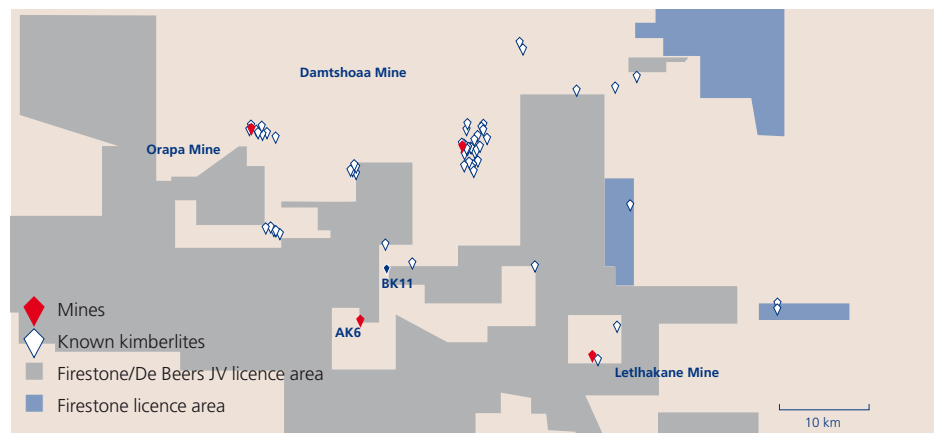 Damtshoaa Mine
Orapa Mine
BK11
Mines
AK6
Known kimberlites
Firestone/De Beers JV licence area
Letlhakane Mine
Firestone licence area
10 km